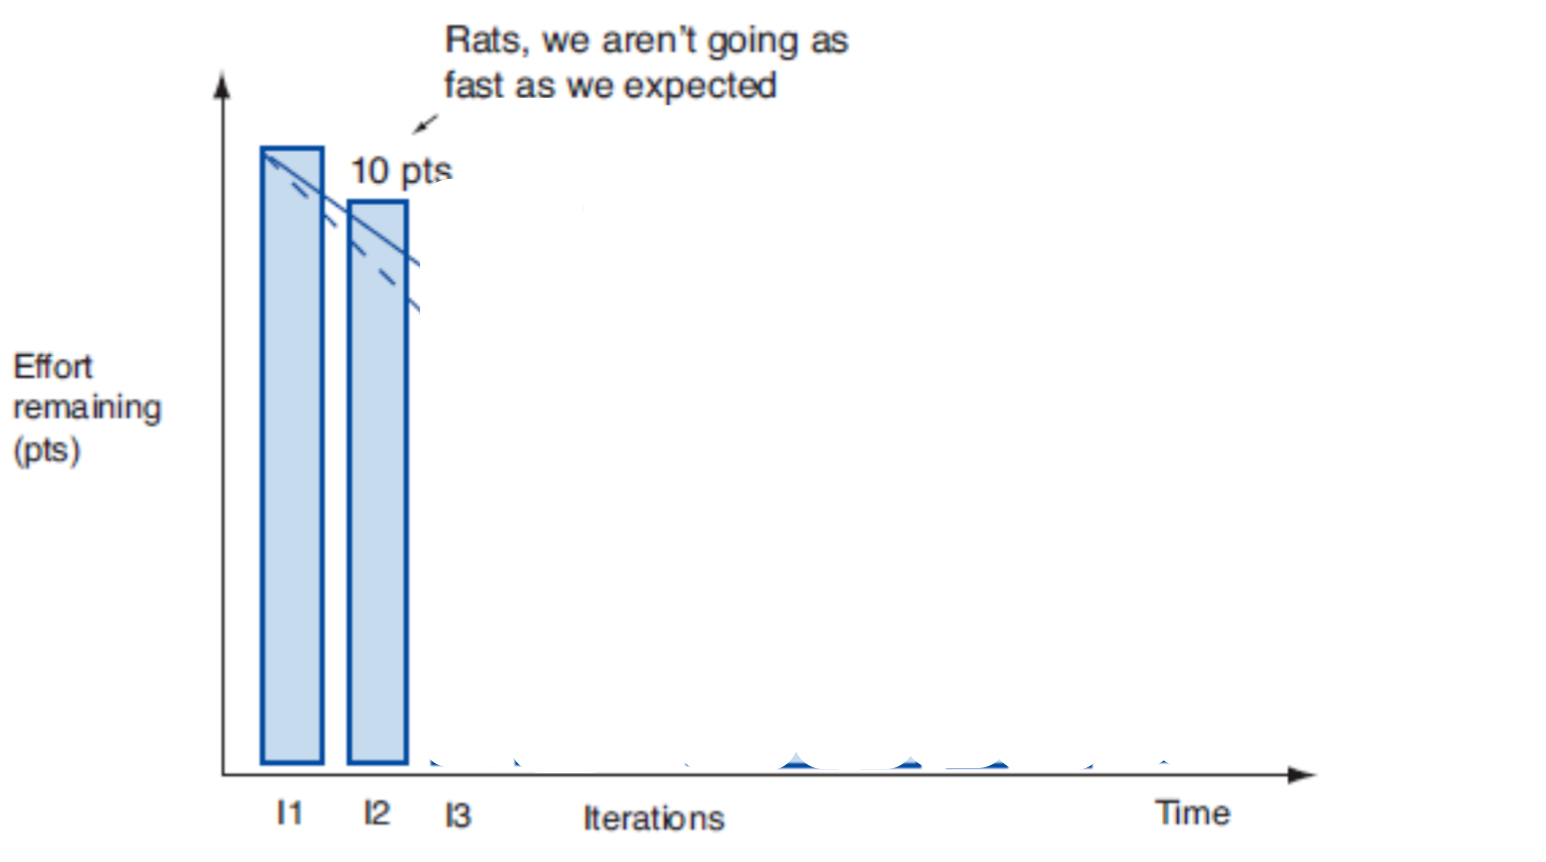 Rats, we aren't going as
fast as we expected
10 pts
Effort
remaining
(pts)
I1
I2
I3
Iterations
Time